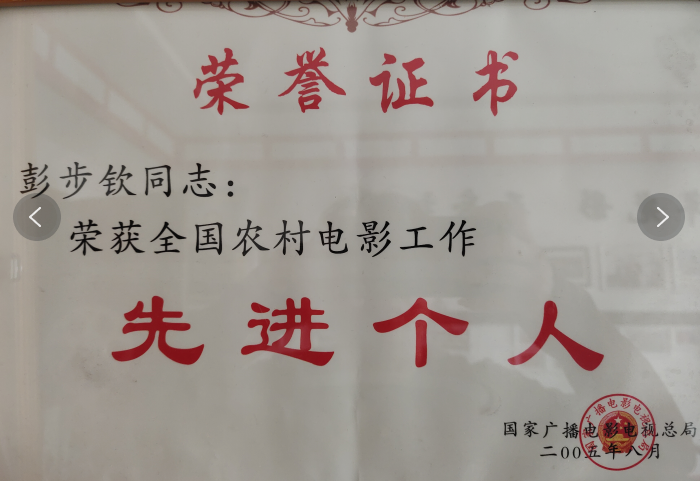 荣誉证书
彭步钦同志：
荣获全国农村电影工作
先进个人
国家广播电影电视总局
二00五年八月